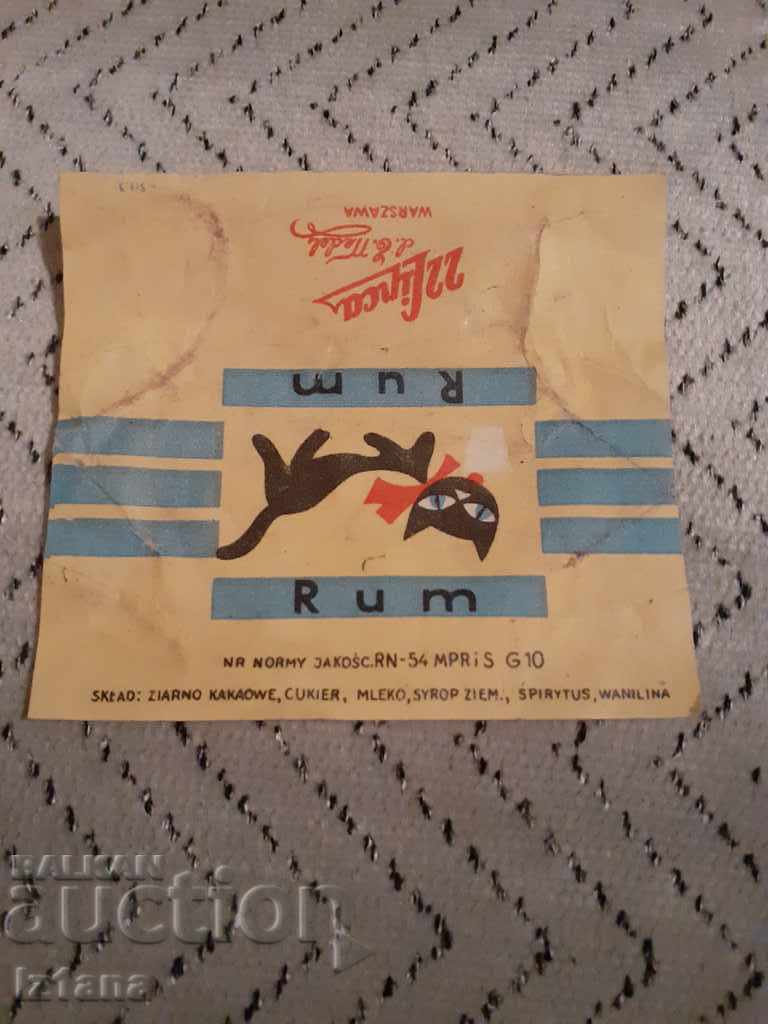 WARSZAWA
d. E. Wedel
22 Lipca
Rum
Rum
NR NORMY JAKOŚC.RN-54 MPRiS G10
SKŁAD: ZIARNO KAKAOWE, CUKIER, MLEKO, SYROP ZIEM., SPIRYTUS, WANILINA
BALKAN
auction
Iztana